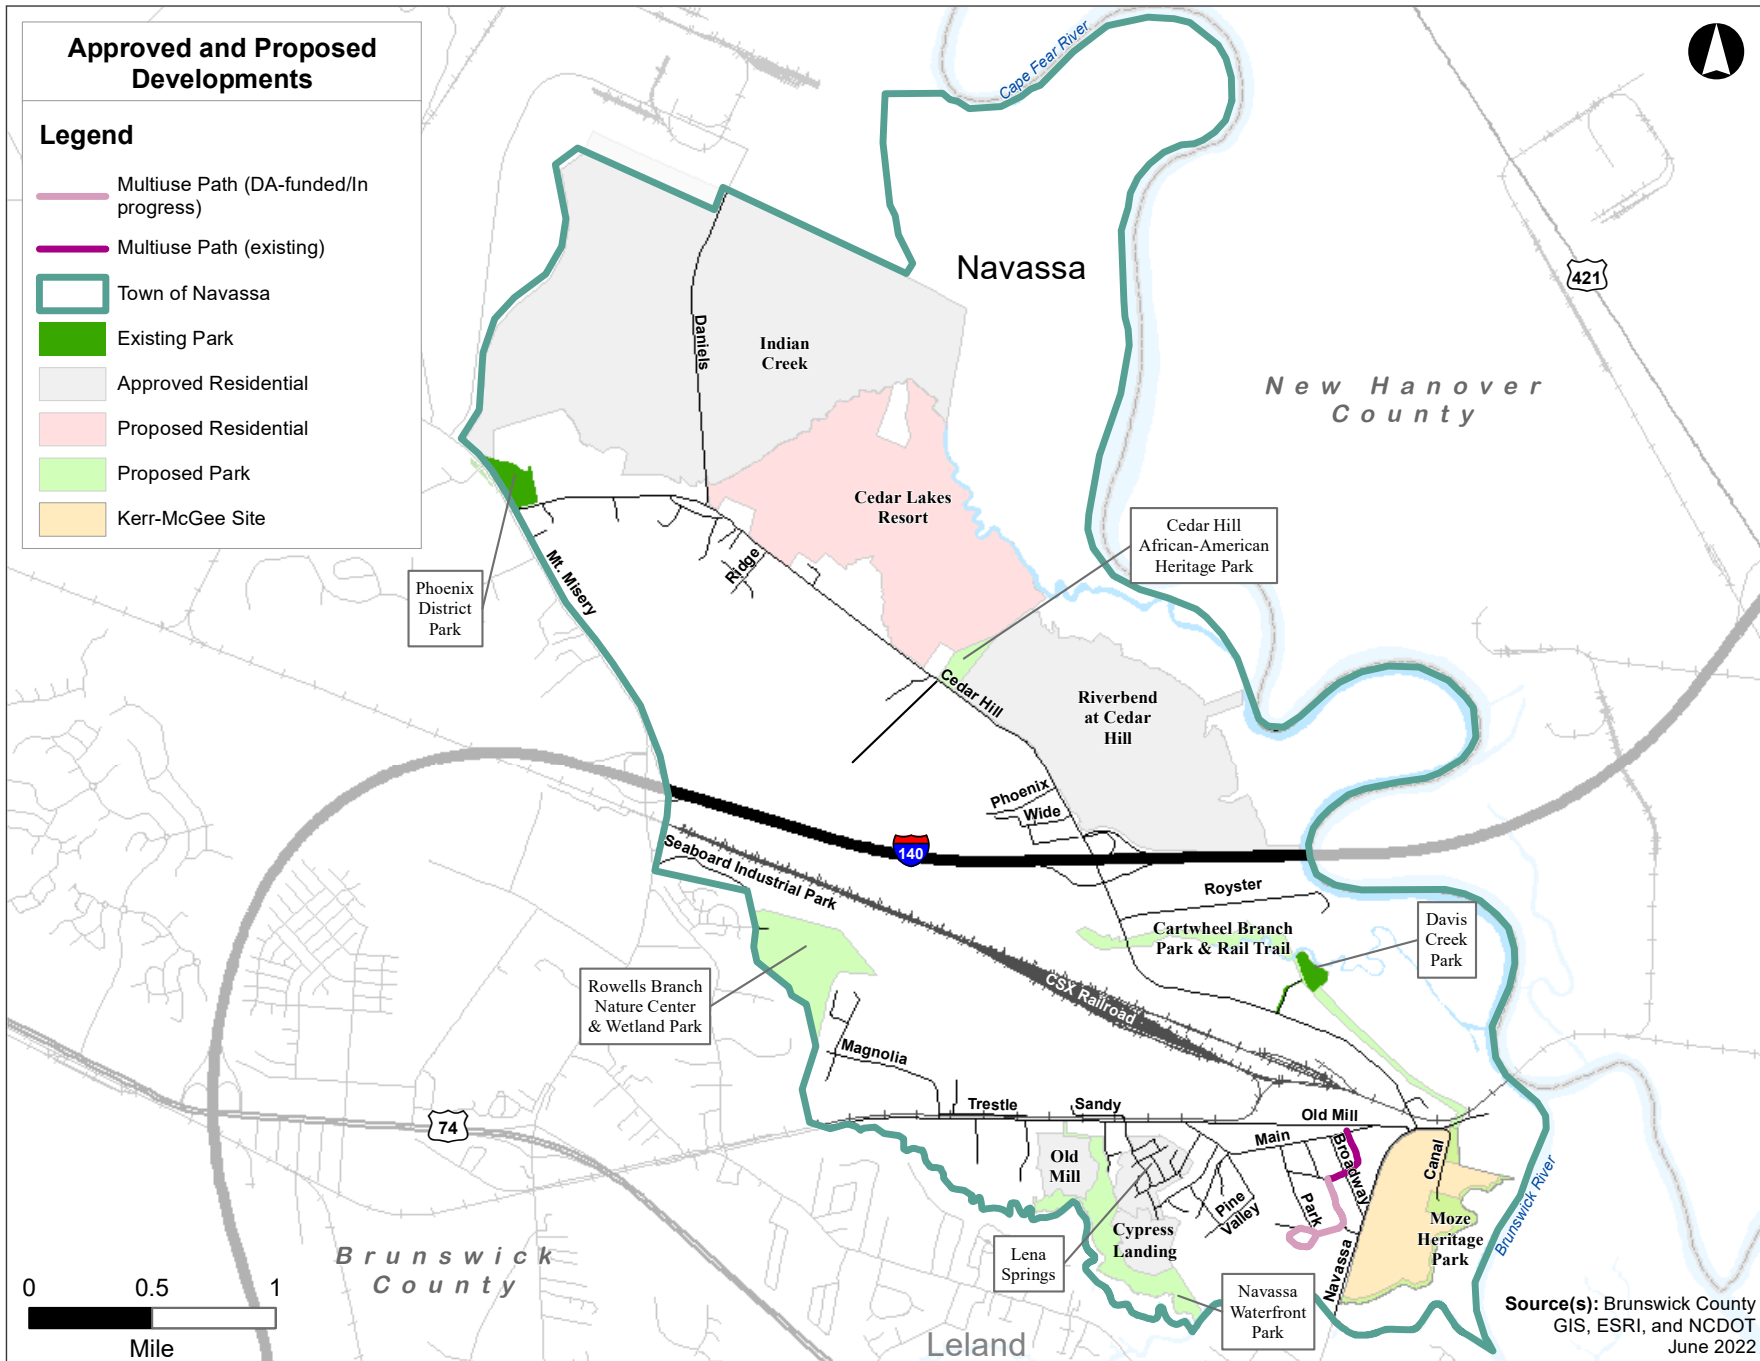 Approved and Proposed
Developments
Legend
Multiuse Path (DA-funded/In
progress)
Multiuse Path (existing)
Town of Navassa
Existing Park
Approved Residential
Proposed Residential
Proposed Park
Kerr-McGee Site
Cape Fear River
Navassa
421
New Hanover
County
Daniels
Indian
Creek
Cedar Lakes
Resort
Cedar Hill
African-American
Heritage Park
Phoenix
District
Park
Mt. Misery
Ridge
Cedar Hill
Riverbend
at Cedar
Hill
Phoenix
Wide
140
Seaboard Industrial Park
Royster
Cartwheel Branch
Park & Rail Trail
Davis
Creek
Park
Rowells Branch
Nature Center
& Wetland Park
CSX Railroad
Magnolia
Trestle
Sandy
Old Mill
74
Main
Broadway
Canal
Old
Mill
Pine
Valley
Park
Cypress
Landing
Moze
Heritage
Park
Brunswick River
Lena
Springs
Navassa
Navassa
Waterfront
Park
Brunswick
County
Leland
0 0.5 1
Mile
Source(s): Brunswick County
GIS, ESRI, and NCDOT
June 2022